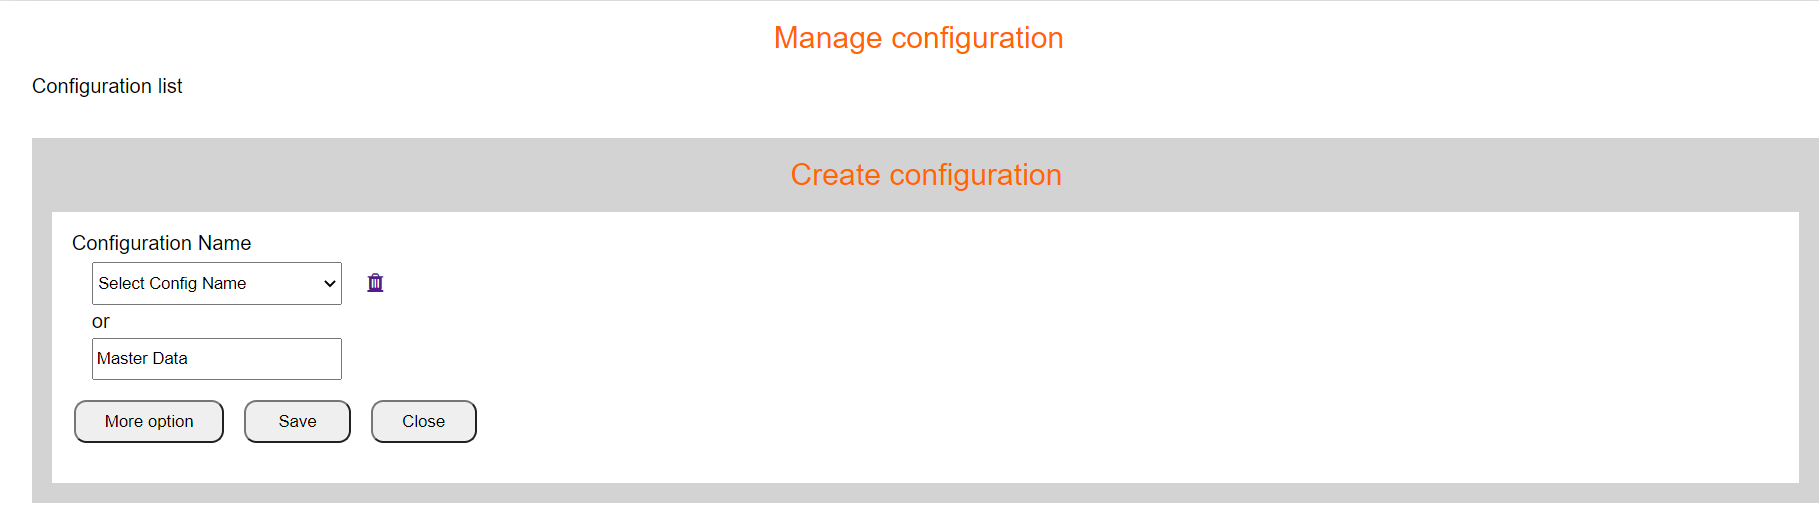 Manage configuration
Configuration list
Create configuration
Configuration Name
Select Config Name
or
Master Data
More option Save Close